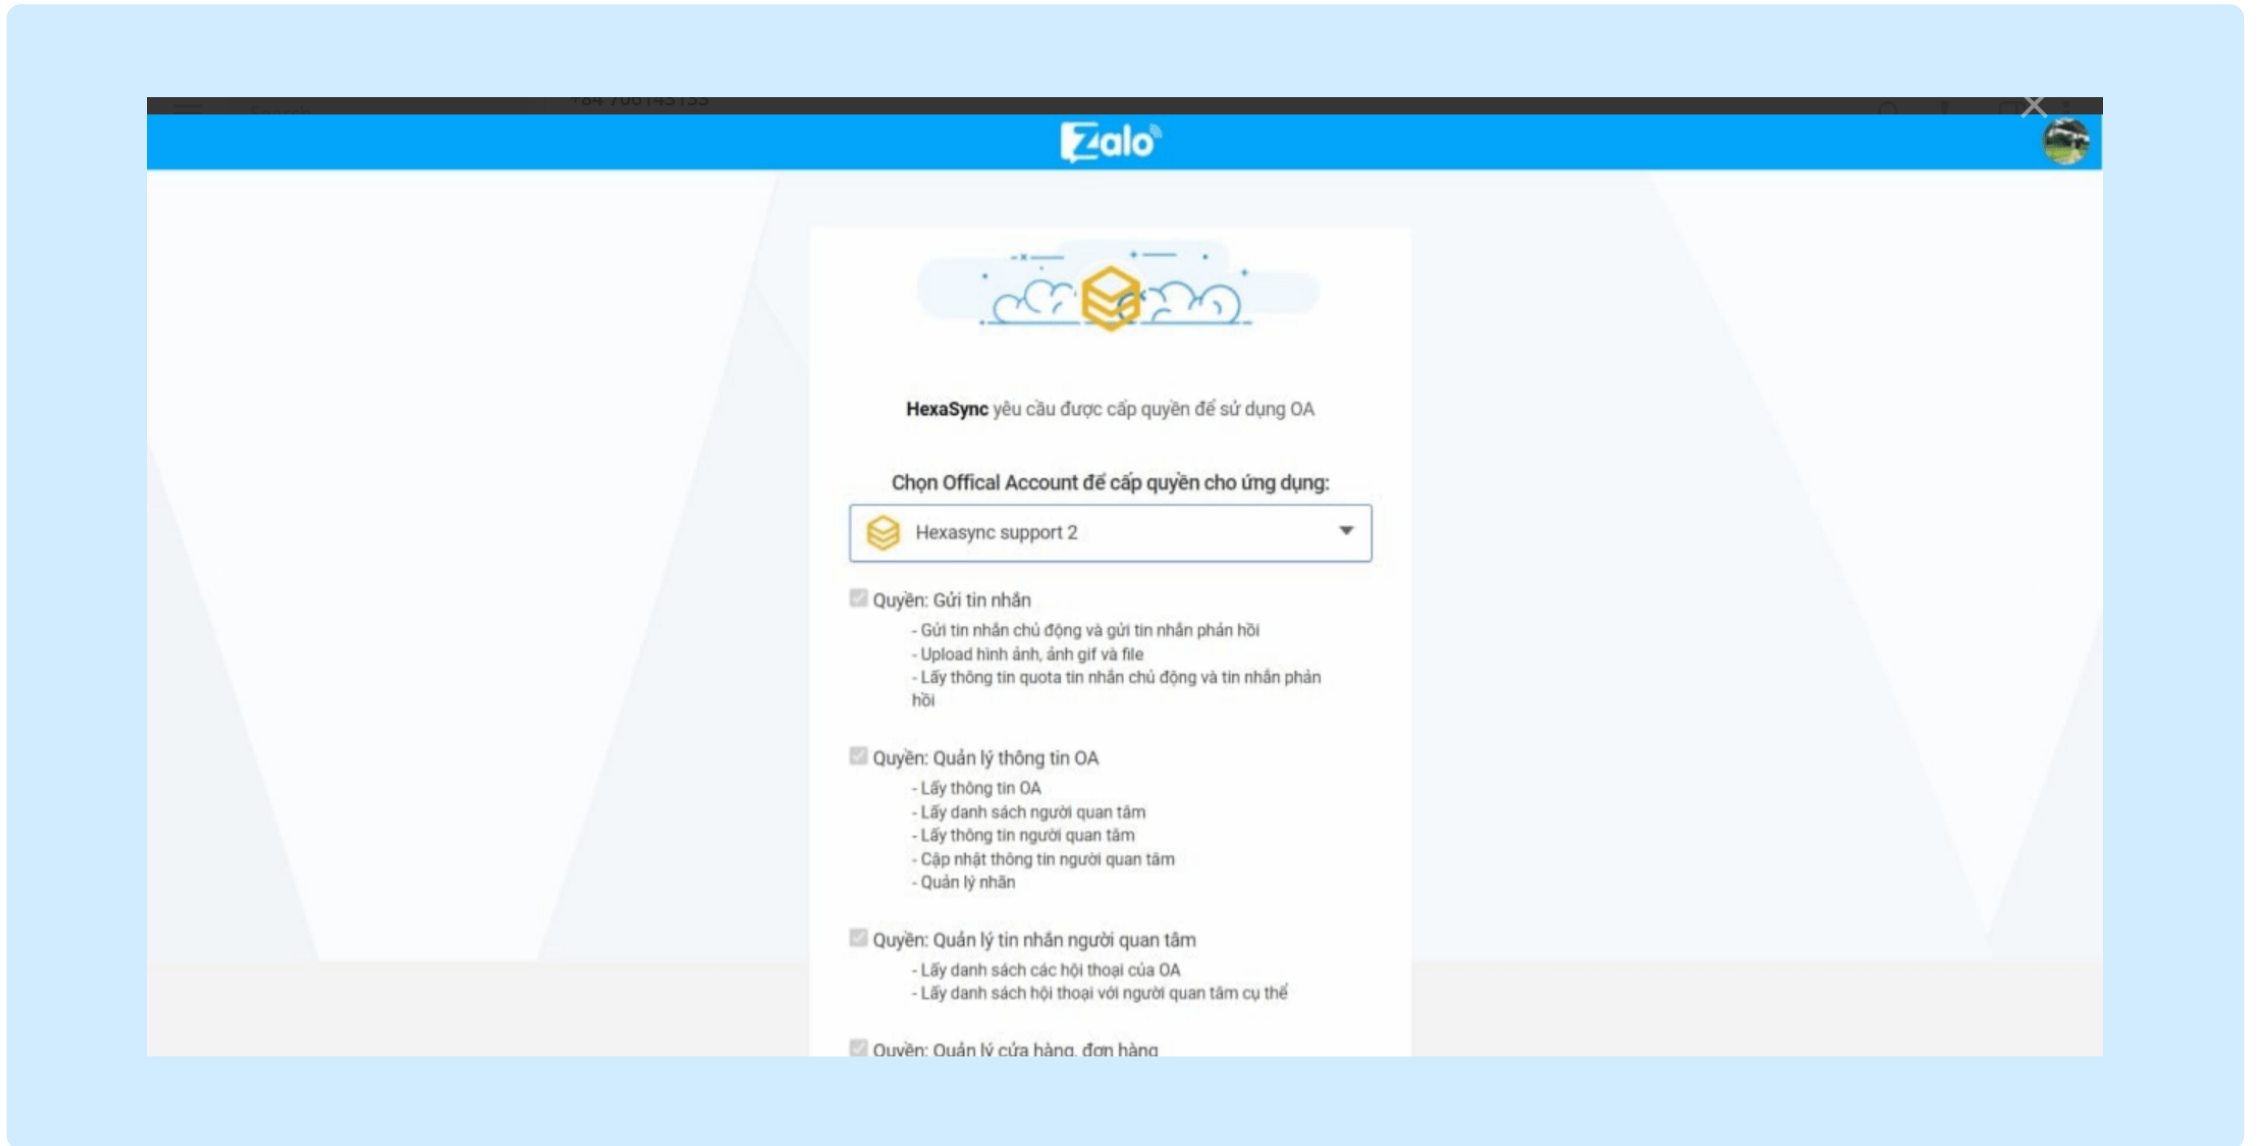 +84 706143133
Search
Zalo
HexaSync yêu cầu được cấp quyền để sử dụng OA
Chọn Offical Account để cấp quyền cho ứng dụng:
Hexasync support 2
Quyền: Gửi tin nhắn
- Gửi tin nhắn chủ động và gửi tin nhắn phản hồi
- Upload hình ảnh, ảnh gif và file
- Lấy thông tin quota tin nhắn chủ động và tin nhắn phản
hồi
Quyền: Quản lý thông tin OA
- Lấy thông tin OA
- Lấy danh sách người quan tâm
- Lấy thông tin người quan tâm
- Cập nhật thông tin người quan tâm
- Quản lý nhãn
Quyền: Quản lý tin nhắn người quan tâm
- Lấy danh sách các hội thoại của OA
- Lấy danh sách hội thoại với người quan tâm cụ thể
Quyền: Quản lý cửa hàng, đơn hàng